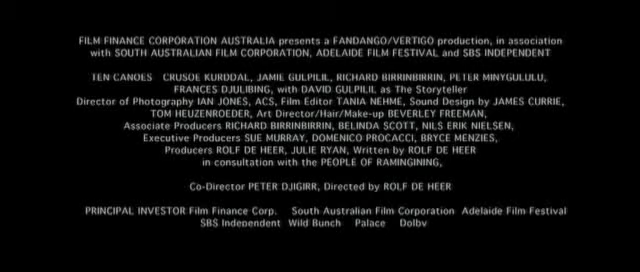 FILM FINANCE CORPORATION AUSTRALIA presents a FANDANGO/VERTIGO production, in association
with SOUTH AUSTRALIAN FILM CORPORATION, ADELAIDE FILM FESTIVAL and SBS INDEPENDENT
TEN CANOES CRUSOE KURDDAL, JAMIE GULPILIL, RICHARD BIRRINBIRRIN, PETER MINYGULULU,
FRANCES DJULIBING, with DAVID GULPILIL as The Storyteller
Director of Photography IAN JONES, ACS, Film Editor TANIA NEHME, Sound Design by JAMES CURRIE,
TOM HEUZENROEDER, Art Director/Hair/Make-up BEVERLEY FREEMAN,
Associate Producers RICHARD BIRRINBIRRIN, BELINDA SCOTT, NILS ERIK NIELSEN,
Executive Producers SUE MURRAY, DOMENICO PROCACCI, BRYCE MENZIES,
Producers ROLF DE HEER, JULIE RYAN, Written by ROLF DE HEER
in consultation with the PEOPLE OF RAMINGINING,
Co-Director PETER DJIGIRR, Directed by ROLF DE HEER
PRINCIPAL INVESTOR Film Finance Corp. South Australian Film Corporation Adelaide Film Festival
SBS Independent Wild Bunch Palace Dolby